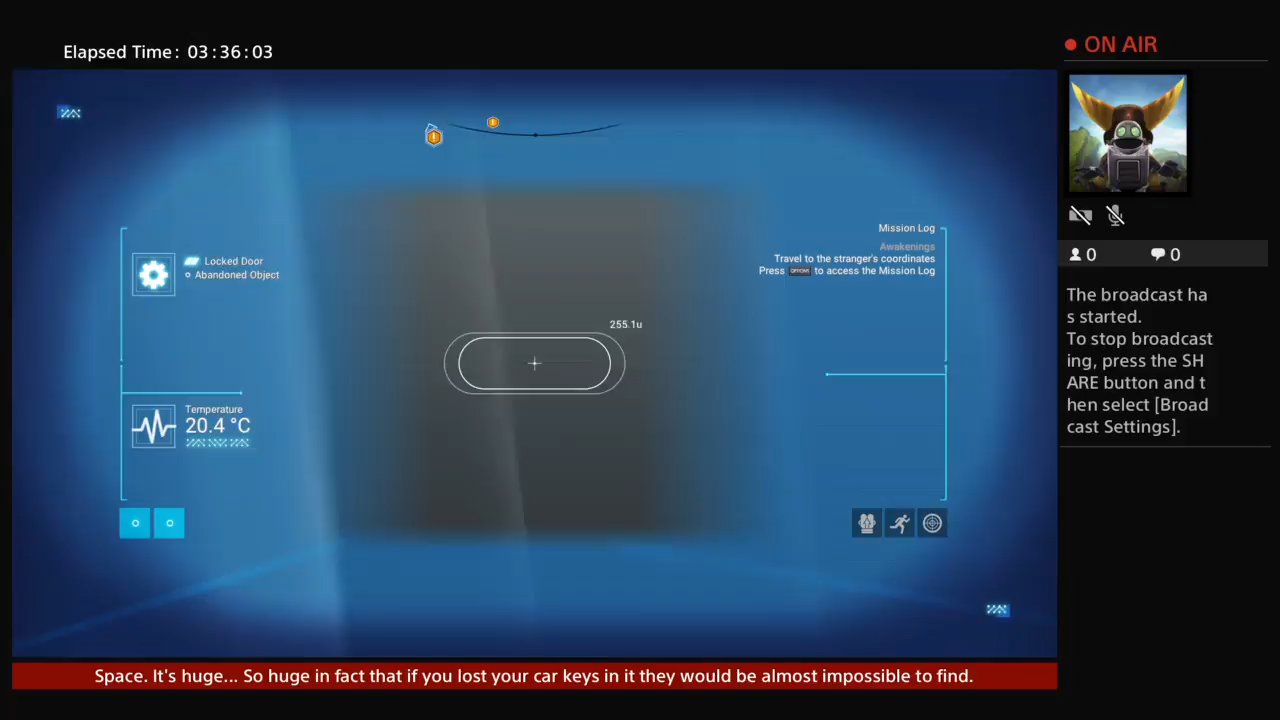 Elapsed Time: 03:36:03
ON AIR
Mission Log
Awakenings
Travel to the stranger's coordinates
Press OPTIONS to access the Mission Log
Locked Door
Abandoned Object
255.1u
Temperature
20.4 °C
0
0
The broadcast ha
s started.
To stop broadcast
ing, press the SH
ARE button and t
hen select [Broad
cast Settings].
Space. It's huge... So huge in fact that if you lost your car keys in it they would be almost impossible to find.